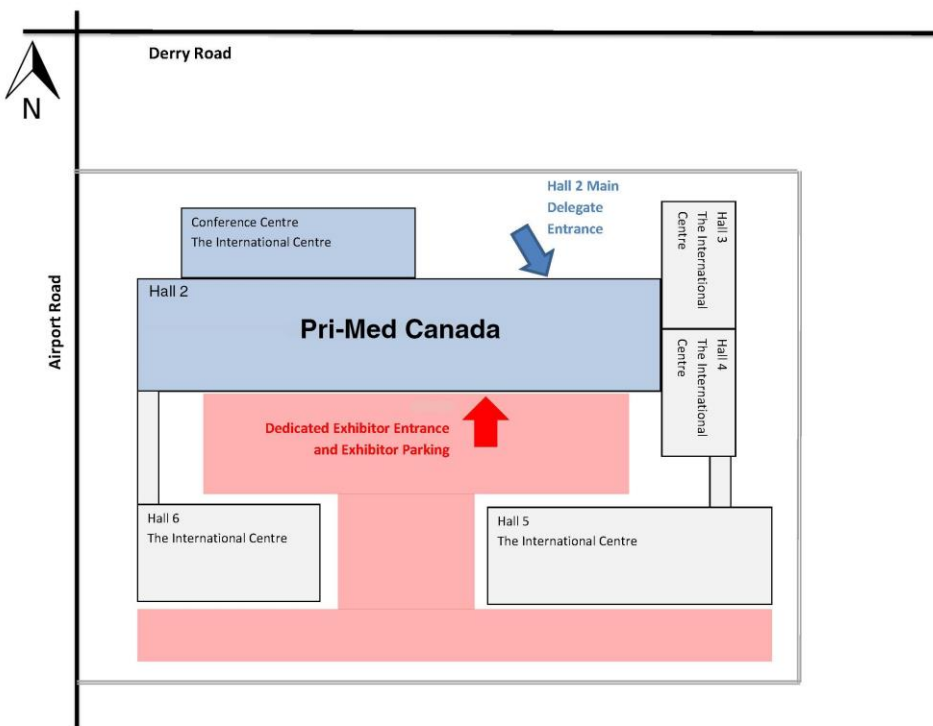 Derry Road
N
Hall 2 Main
Delegate
Entrance
Conference Centre
The International Centre
Hall 3
The International
Centre
Hall 2
Pri-Med Canada
Airport Road
Hall 4
The International
Centre
Dedicated Exhibitor Entrance
and Exhibitor Parking
Hall 6
The International Centre
Hall 5
The International Centre